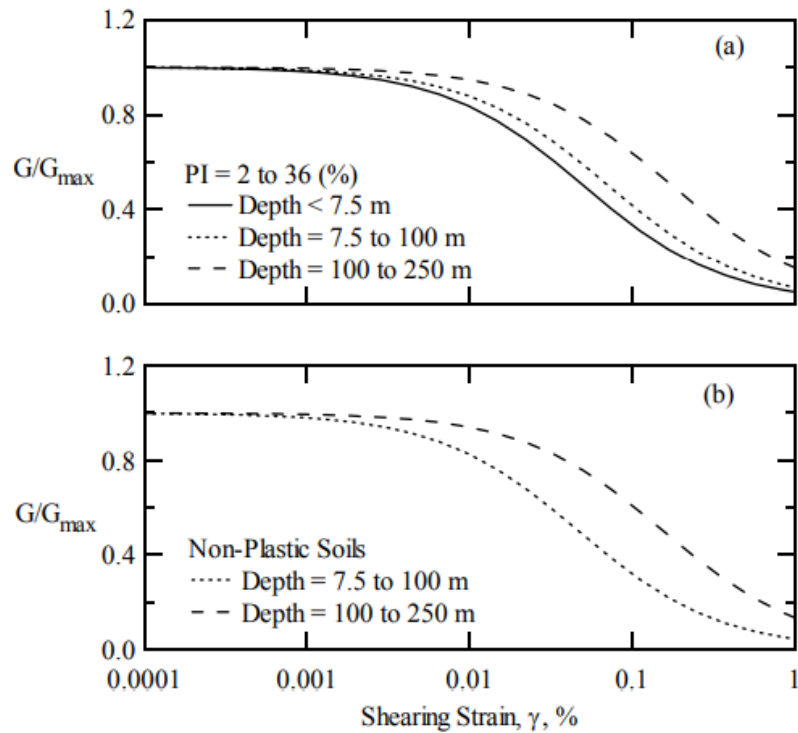 1.2
(a)
0.8
G/Gmax
PI = 2 to 36 (%)
Depth < 7.5 m
0.4
Depth = 7.5 to 100 m
Depth = 100 to 250 m
0.0
1.2
(b)
0.8
G/Gmax
Non-Plastic Soils
0.4
Depth = 7.5 to 100 m
Depth = 100 to 250 m
0.0
0.0001 0.001 0.01 0.1 1
Shearing Strain, γ, %